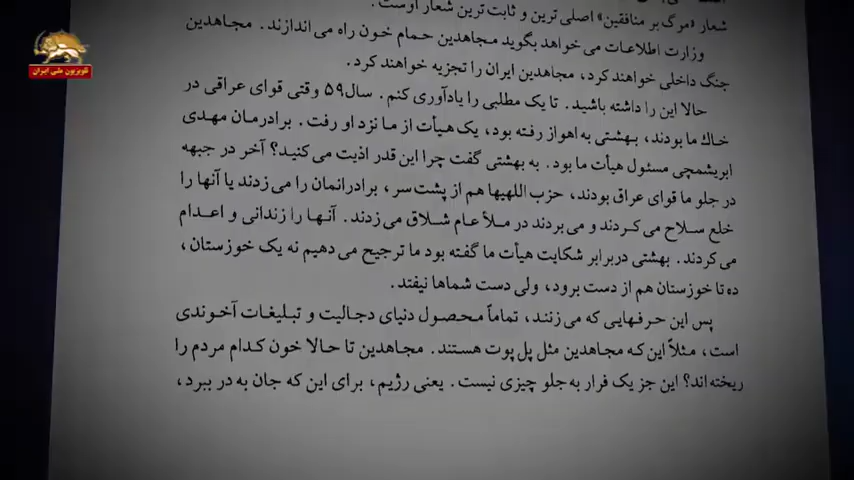 تلویزیون ملی ایران
شعار «مرگ بر منافقین» اصلی ترین و ثابت ترین شعار اوست.
وزارت اطلاعات می خواهد بگوید مجاهدین حمام خون راه می اندازند. مجاهدین
جنگ داخلی خواهند کرد، مجاهدین ایران را تجزیه خواهند کرد.
حالا این را داشته باشید. تا یک مطلبی را یادآوری کنم. سال ۵۹ وقتی قوای عراقی در
خاک ما بودند، بهشتی به اهواز رفته بود، یک هیأت از ما نزد او رفت. برادرمان مهدی
ابریشمچی مسئول هیأت ما بود. به بهشتی گفت چرا این قدر اذیت می کنید؟ آخر در جبهه
در جلو ما قوای عراق بودند، حزب اللهیها هم از پشت سر، برادرانمان را می زدند یا آنها را
خلع سلاح می کردند و می بردند در ملأ عام شلاق می زدند. آنها را زندانی و اعدام
می کردند. بهشتی دربرابر شکایت هیأت ما گفته بود ما ترجیح می دهیم نه یک خوزستان،
ده تا خوزستان هم از دست برود، ولی دست شماها نیفتد.
پس این حرفهایی که می زنند، تماماً محصول دنیای دجالیت و تبلیغات آخوندی
است، مثلاً این که مجاهدین مثل پل پوت هستند. مجاهدین تا حالا خون کدام مردم را
ریخته اند؟ این جز یک فرار به جلو چیزی نیست. یعنی رژیم، برای این که جان به در ببرد،